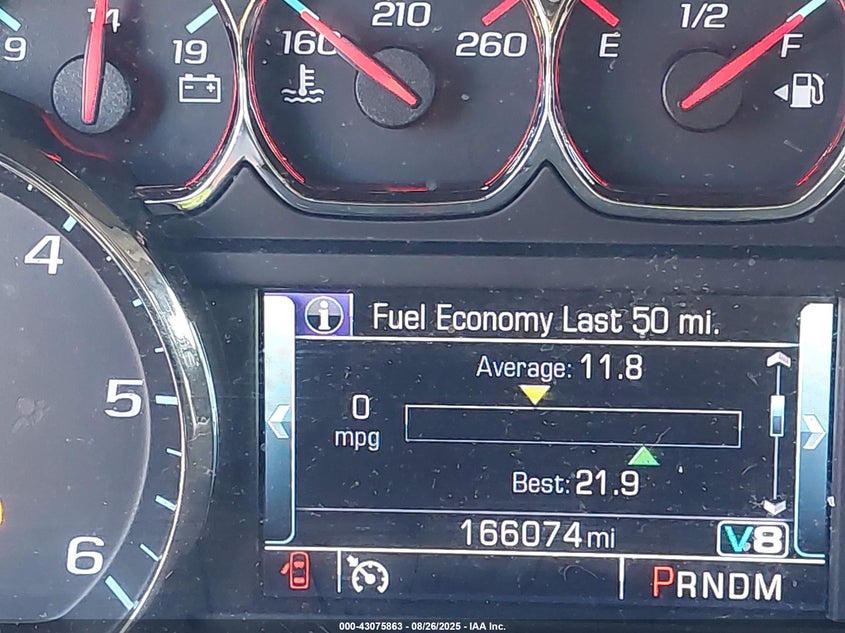 9 14 19
160 210 260
E 1/2 F
4
5
6
Fuel Economy Last 50 mi.
Average: 11.8
0
mpg
Best: 21.9
166074 mi
V8
PRNDM
000-43075863 - 08/26/2025 - IAA Inc.